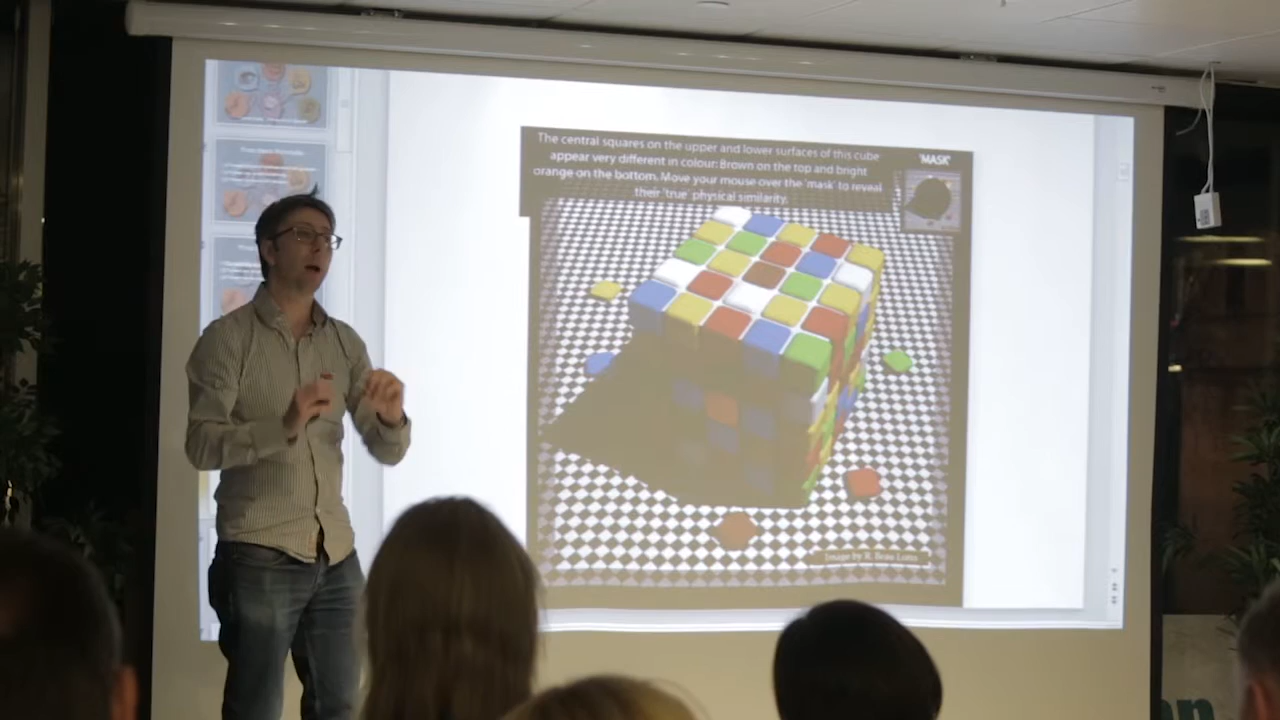 The central squares on the upper and lower surfaces of this cube
appear very different in colour: Brown on the top and bright
orange on the bottom. Move your mouse over the 'mask' to reveal
their 'true' physical similarity.
'MASK'
Image by R. Beau Lotto